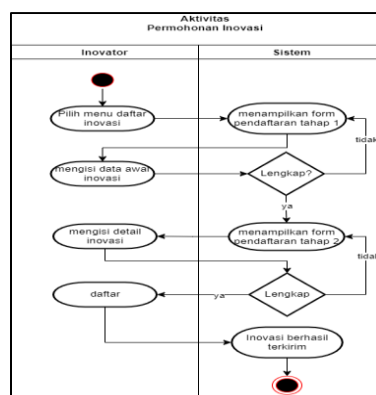 Aktivitas
Permohonan Inovasi
Inovator
Sistem
Pilih menu daftar
inovasi
menampilkan form
pendaftaran tahap 1
tidak
mengisi data awal
inovasi
Lengkap?
ya
mengisi detail
inovasi
menampilkan form
pendaftaran tahap 2
tidak
daftar
ya
Lengkap
Inovasi berhasil
terkirim